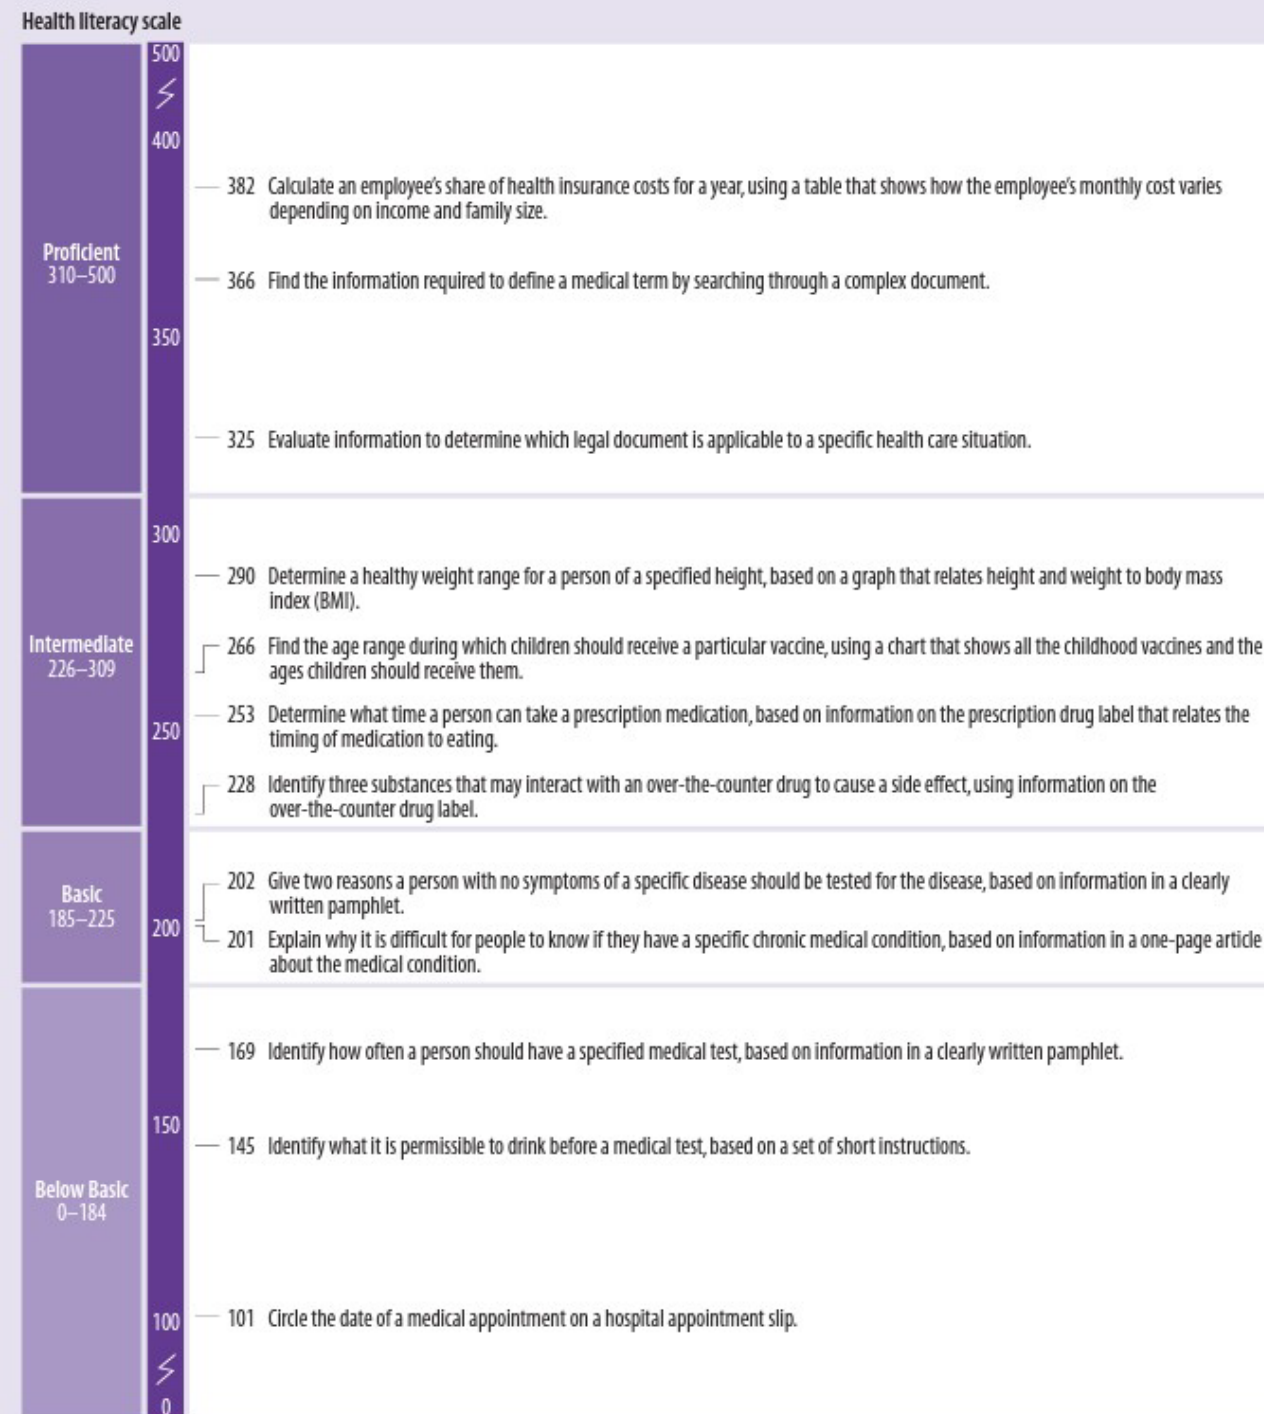 Health literacy scale
500
400
382 Calculate an employee's share of health insurance costs for a year, using a table that shows how the employee's monthly cost varies
depending on income and family size.
Proficient
310–500
366 Find the information required to define a medical term by searching through a complex document.
350
325 Evaluate information to determine which legal document is applicable to a specific health care situation.
300
290 Determine a healthy weight range for a person of a specified height, based on a graph that relates height and weight to body mass
index (BMI).
Intermediate
226–309
266 Find the age range during which children should receive a particular vaccine, using a chart that shows all the childhood vaccines and the
ages children should receive them.
253 Determine what time a person can take a prescription medication, based on information on the prescription drug label that relates the
timing of medication to eating.
250
228 Identify three substances that may interact with an over-the-counter drug to cause a side effect, using information on the
over-the-counter drug label.
Basic
185–225
202 Give two reasons a person with no symptoms of a specific disease should be tested for the disease, based on information in a clearly
written pamphlet.
200
201 Explain why it is difficult for people to know if they have a specific chronic medical condition, based on information in a one-page article
about the medical condition.
169 Identify how often a person should have a specified medical test, based on information in a clearly written pamphlet.
150
145 Identify what it is permissible to drink before a medical test, based on a set of short instructions.
Below Basic
0–184
100
101 Circle the date of a medical appointment on a hospital appointment slip.
0